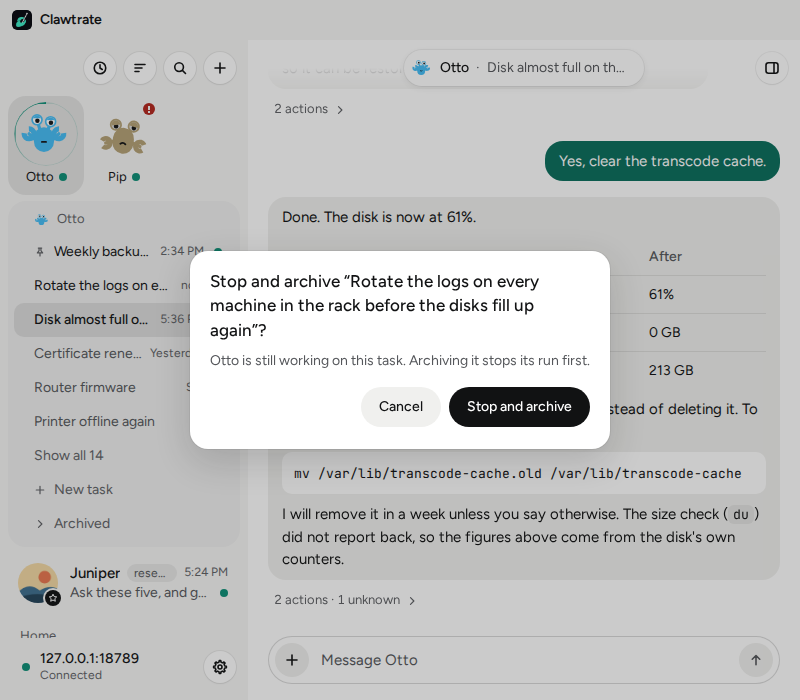 Clawtrate
Otto · Disk almost full on th...
2 actions
Otto
Pip
Yes, clear the transcode cache.
Otto
Weekly backu... 2:34 PM
Rotate the logs on e...
Disk almost full o... 5:36
Certificate rene...
Router firmware
Printer offline again
Show all 14
+ New task
Archived
Juniper rese... 5:24 PM
Ask these five, and g...
Home
127.0.0.1:18789
Connected
Done. The disk is now at 61%.
After
61%
0 GB
213 GB
of deleting it. To
mv /var/lib/transcode-cache.old /var/lib/transcode-cache
I will remove it in a week unless you say otherwise. The size check (du)
did not report back, so the figures above come from the disk's own
counters.
2 actions · 1 unknown
Message Otto
Stop and archive “Rotate the logs on every
machine in the rack before the disks fill up
again”?
Otto is still working on this task. Archiving it stops its run first.
Cancel
Stop and archive